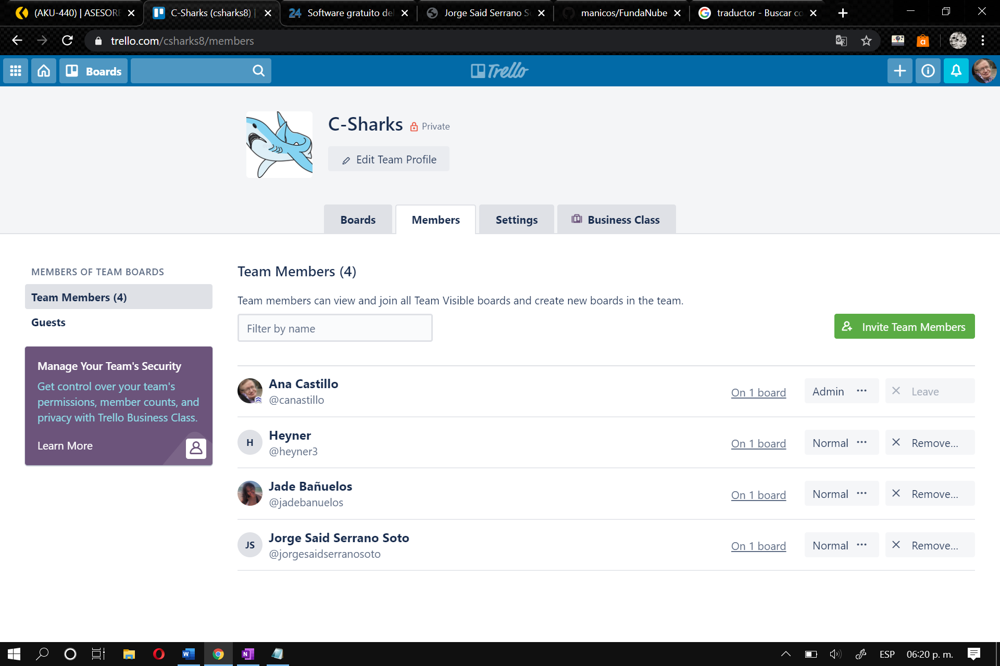 (AKU-440) | ASESORE
C-Sharks (csharks8) |
24 Software gratuito de
Jorge Said Serrano S
manicos/FundaNube
traductor - Buscar co
trello.com/csharks8/members
Boards
Trello
C-Sharks Private
Edit Team Profile
Boards
Members
Settings
Business Class
MEMBERS OF TEAM BOARDS
Team Members (4)
Guests
Manage Your Team's Security
Get control over your team's
permissions, member counts, and
privacy with Trello Business Class.
Learn More
Team Members (4)
Team members can view and join all Team Visible boards and create new boards in the team.
Filter by name
Invite Team Members
Ana Castillo
@canastillo
On 1 board
Admin ···
Leave
H
Heyner
@heyner3
On 1 board
Normal ···
Remove...
Jade Bañuelos
@jadebanuelos
On 1 board
Normal ···
Remove...
JS
Jorge Said Serrano Soto
@jorgesaidserranosoto
On 1 board
Normal ···
Remove...
ESP
06:20 p. m.